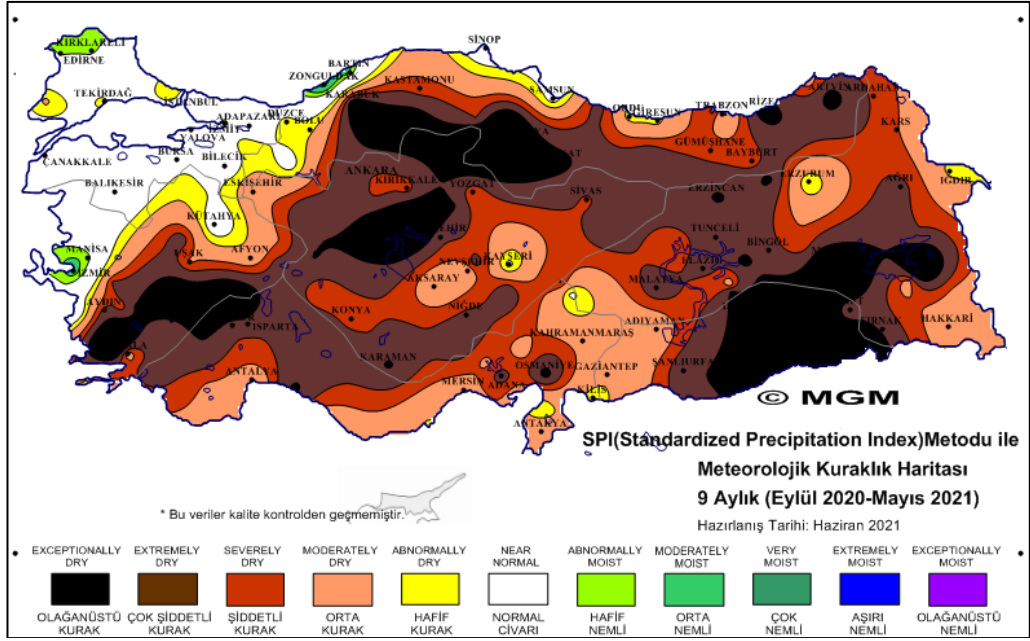 SİNOP
KIRKLARELİ
EDİRNE
BARTIN
ZONGULDAK
KASTAMONU
TEKİRDAĞ
İSTANBUL
KARABÜK
SAMSUN
ORDU
GİRESUN
TRABZON
RİZE
ARTVİN
ARDAHAN
ADAPAZARI
DÜZCE
İZMİT
BOLU
YALOVA
KARS
BURSA
BİLECİK
ÇANAKKALE
GÜMÜŞHANE
BAYBURT
ANKARA
KIRIKKALE
BALIKESİR
ESKİŞEHİR
YOZGAT
SİVAS
ERZİNCAN
ERZURUM
AĞRI
IĞDIR
KÜTAHYA
TUNCELİ
BİNGÖL
MANİSA
UŞAK
AFYON
NEVŞEHİR
KAYSERİ
ELAZIĞ
İZMİR
AKSARAY
MALATYA
AYDIN
ISPARTA
KONYA
NİĞDE
KAHRAMANMARAŞ
ADIYAMAN
HAKKARİ
KARAMAN
ANTALYA
MERSİN
ADANA
OSMANİYE
GAZİANTEP
ŞANLIURFA
KİLİS
ANTAKYA
© MGM
SPI(Standardized Precipitation Index)Metodu ile
Meteorolojik Kuraklık Haritası
9 Aylık (Eylül 2020-Mayıs 2021)
Hazırlanış Tarihi: Haziran 2021
* Bu veriler kalite kontrolden geçmemiştir.
EXCEPTIONALLY DRY
EXTREMELY DRY
SEVERELY DRY
MODERATELY DRY
ABNORMALLY DRY
NEAR NORMAL
ABNORMALLY MOIST
MODERATELY MOIST
VERY MOIST
EXTREMELY MOIST
EXCEPTIONALLY MOIST
OLAĞANÜSTÜ KURAK
ÇOK ŞİDDETLİ KURAK
ŞİDDETLİ KURAK
ORTA KURAK
HAFİF KURAK
NORMAL CİVARI
HAFİF NEMLİ
ORTA NEMLİ
ÇOK NEMLİ
AŞIRI NEMLİ
OLAĞANÜSTÜ NEMLİ